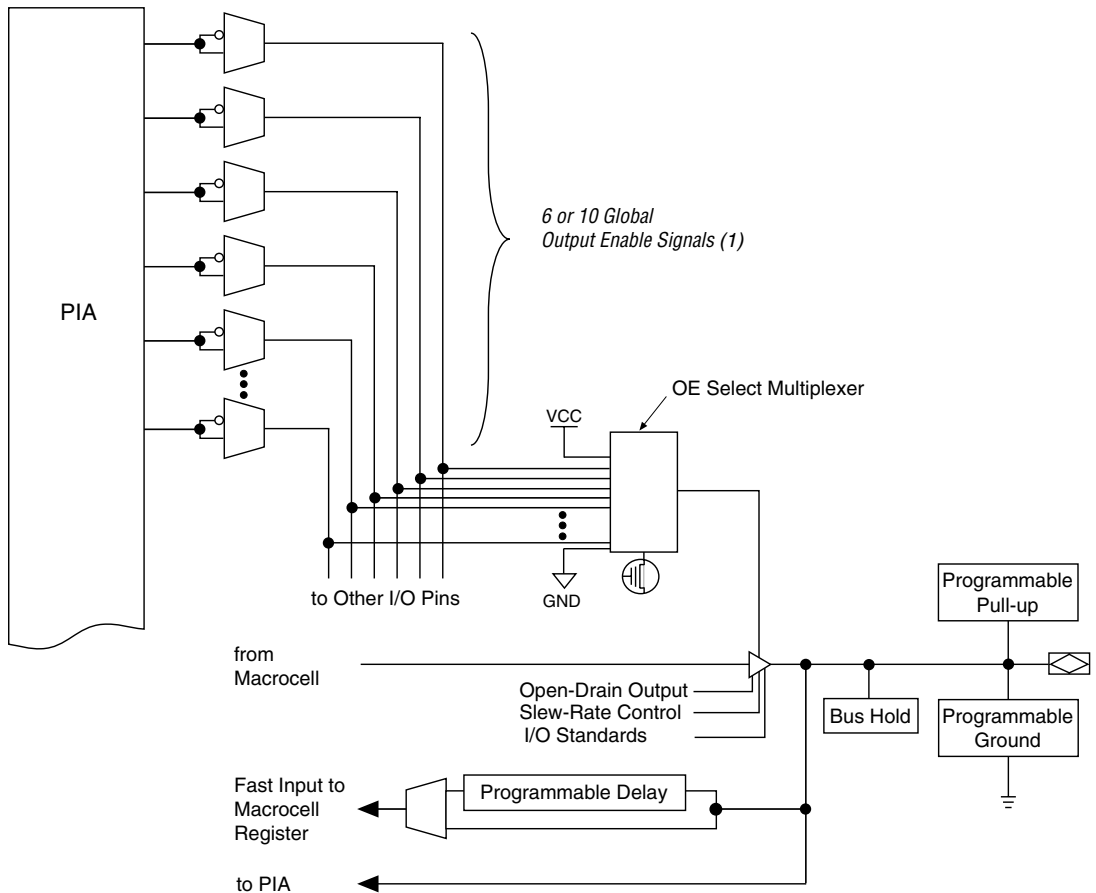 PIA
6 or 10 Global
Output Enable Signals (1)
OE Select Multiplexer
VCC
GND
to Other I/O Pins
Programmable
Pull-up
from
Macrocell
Open-Drain Output
Slew-Rate Control
I/O Standards
Bus Hold
Programmable
Ground
Fast Input to
Macrocell
Register
Programmable Delay
to PIA